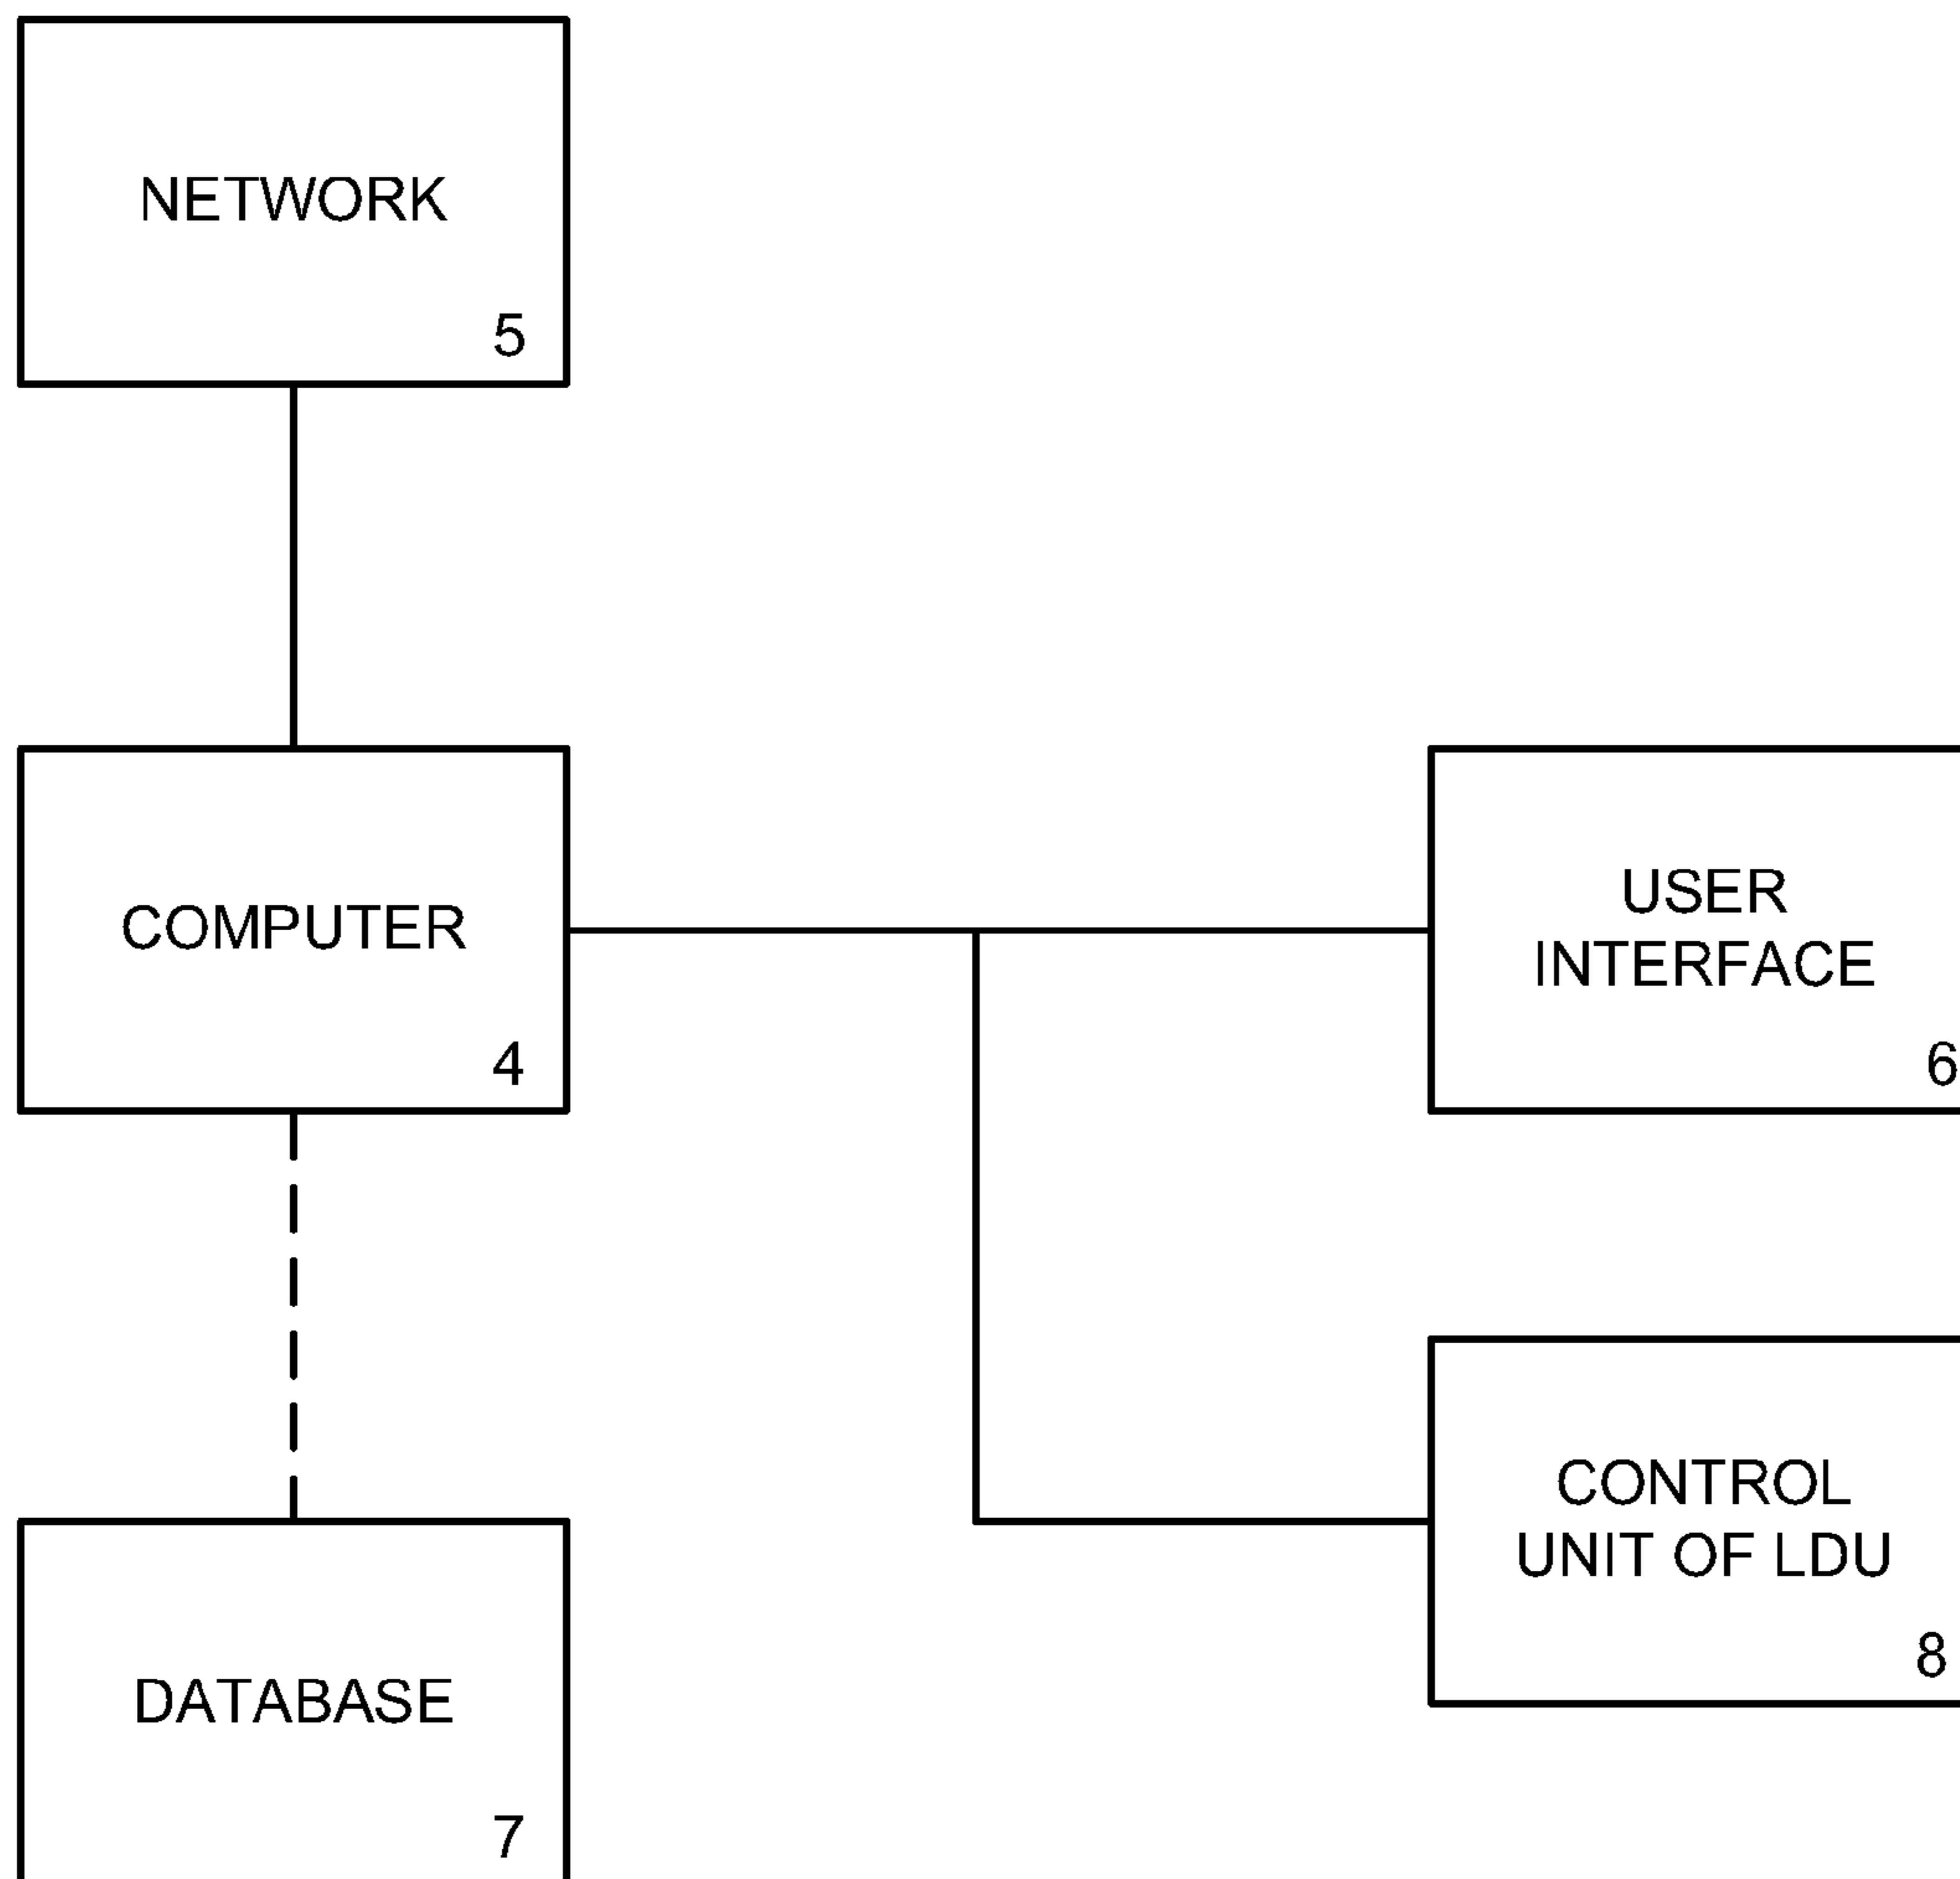 NETWORK
5
COMPUTER
4
USER
INTERFACE
6
CONTROL
UNIT OF LDU
8
DATABASE
7